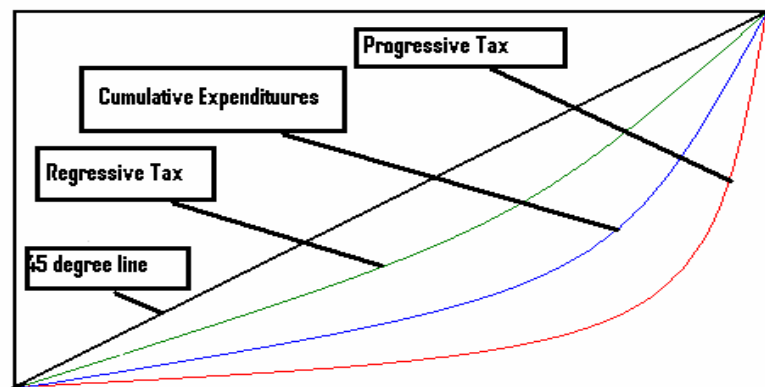 Progressive Tax
Cumulative Expendituures
Regressive Tax
45 degree line